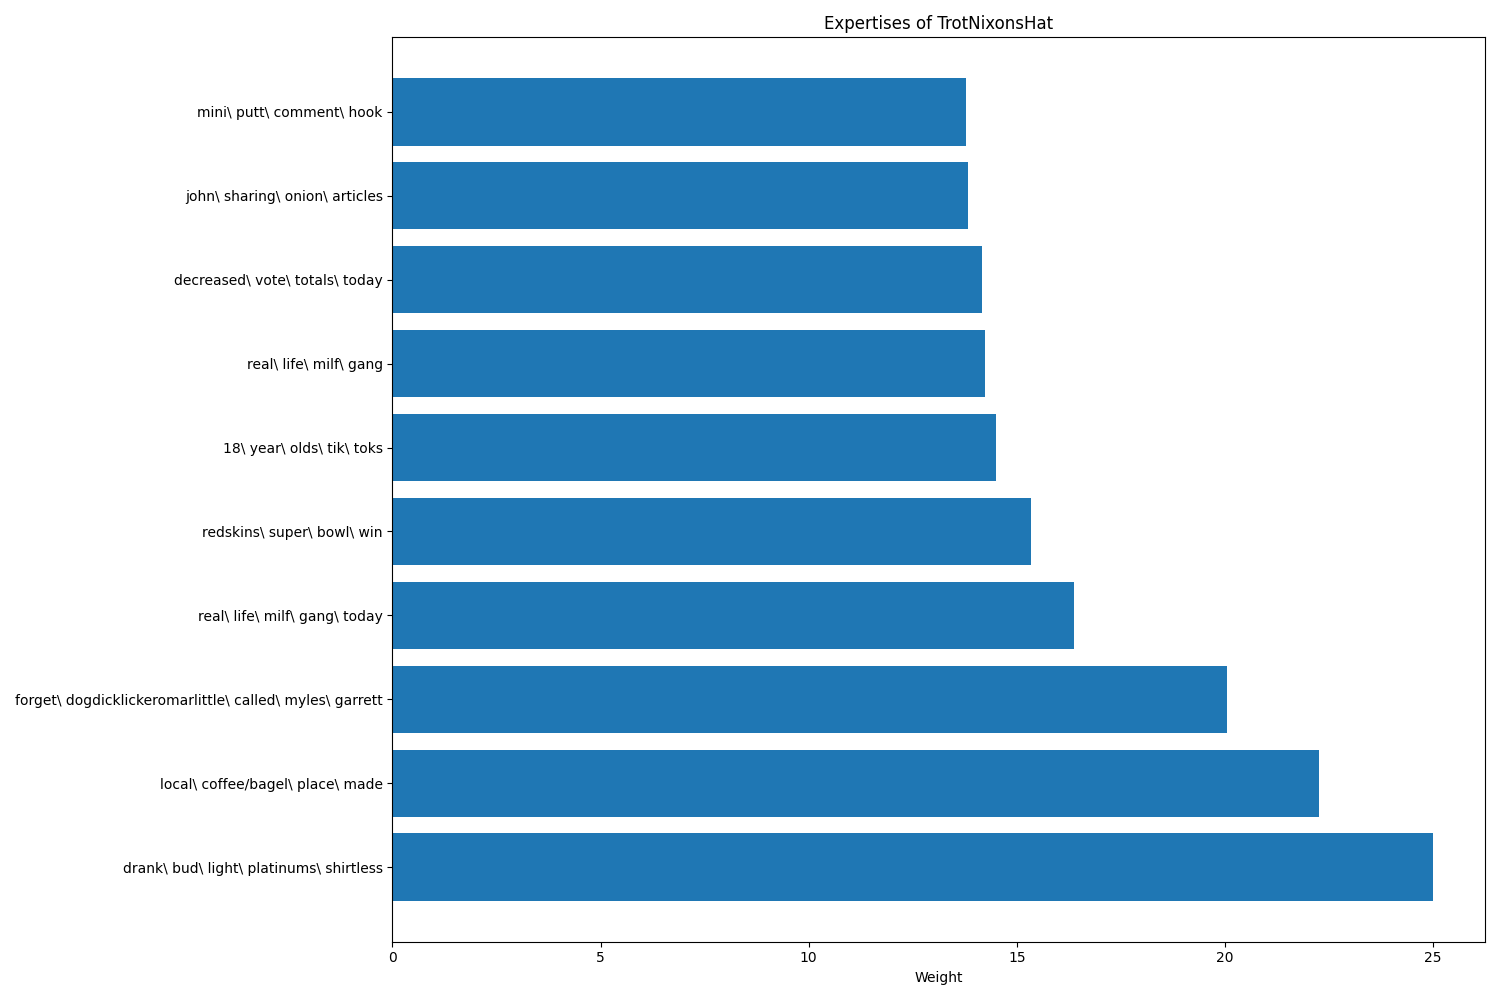 Expertises of TrotNixonsHat
mini\ putt\ comment\ hook
john\ sharing\ onion\ articles
decreased\ vote\ totals\ today
real\ life\ milf\ gang
18\ year\ olds\ tik\ toks
redskins\ super\ bowl\ win
real\ life\ milf\ gang\ today
forget\ dogdicklickeromarlittle\ called\ myles\ garrett
local\ coffee/bagel\ place\ made
drank\ bud\ light\ platinums\ shirtless
0 5 10 15 20 25
Weight